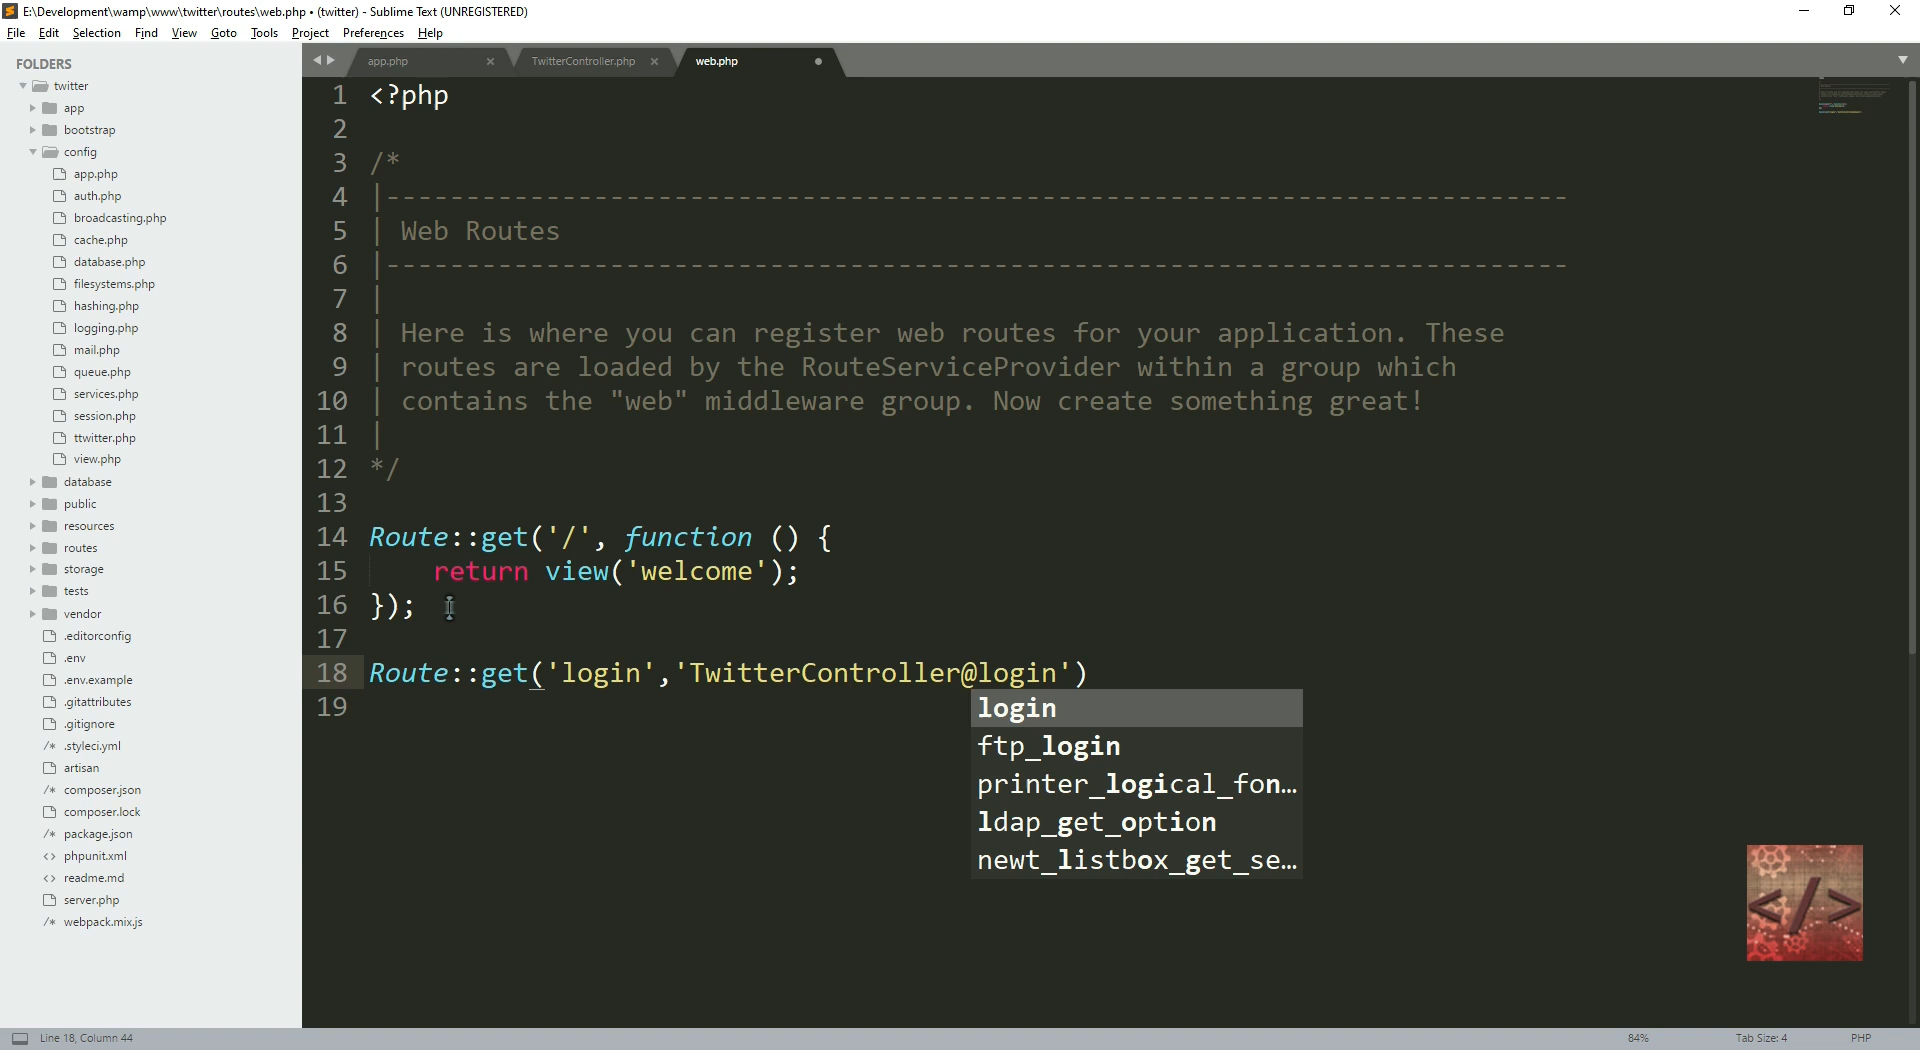 E:\Development\wamp\www\twitter\routes\web.php • (twitter) - Sublime Text (UNREGISTERED)
File Edit Selection Find View Goto Tools Project Preferences Help
FOLDERS
twitter
app
bootstrap
config
app.php
auth.php
broadcasting.php
cache.php
database.php
filesystems.php
hashing.php
logging.php
mail.php
queue.php
services.php
session.php
ttwitter.php
view.php
database
public
resources
routes
storage
tests
vendor
.editorconfig
.env
.env.example
.gitattributes
.gitignore
/* .styleci.yml
artisan
/* composer.json
composer.lock
/* package.json
<> phpunit.xml
<> readme.md
server.php
/* webpack.mix.js
app.php × TwitterController.php × web.php
1 <?php
2
3 /*
4 |--------------------------------------------------------------------------
5 | Web Routes
6 |--------------------------------------------------------------------------
7 |
8 | Here is where you can register web routes for your application. These
9 | routes are loaded by the RouteServiceProvider within a group which
10 | contains the "web" middleware group. Now create something great!
11 |
12 */
13
14 Route::get('/', function () {
15     return view('welcome');
16 });
17
18 Route::get('login','TwitterController@login')
19
login
ftp_login
printer_logical_fon...
ldap_get_option
newt_listbox_get_se...
</>
Line 18, Column 44 84% Tab Size: 4 PHP